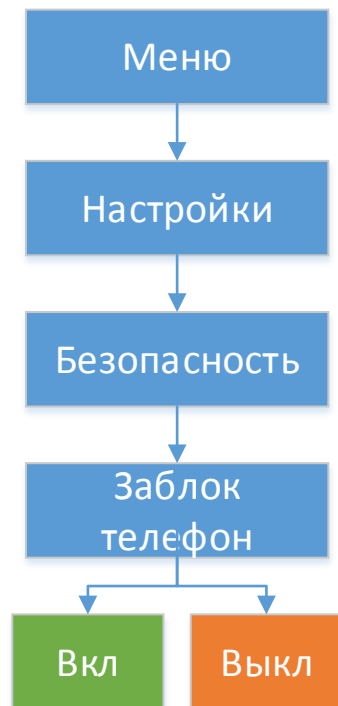 Меню
Настройки
Безопасность
Заблок
телефон
Вкл
Выкл